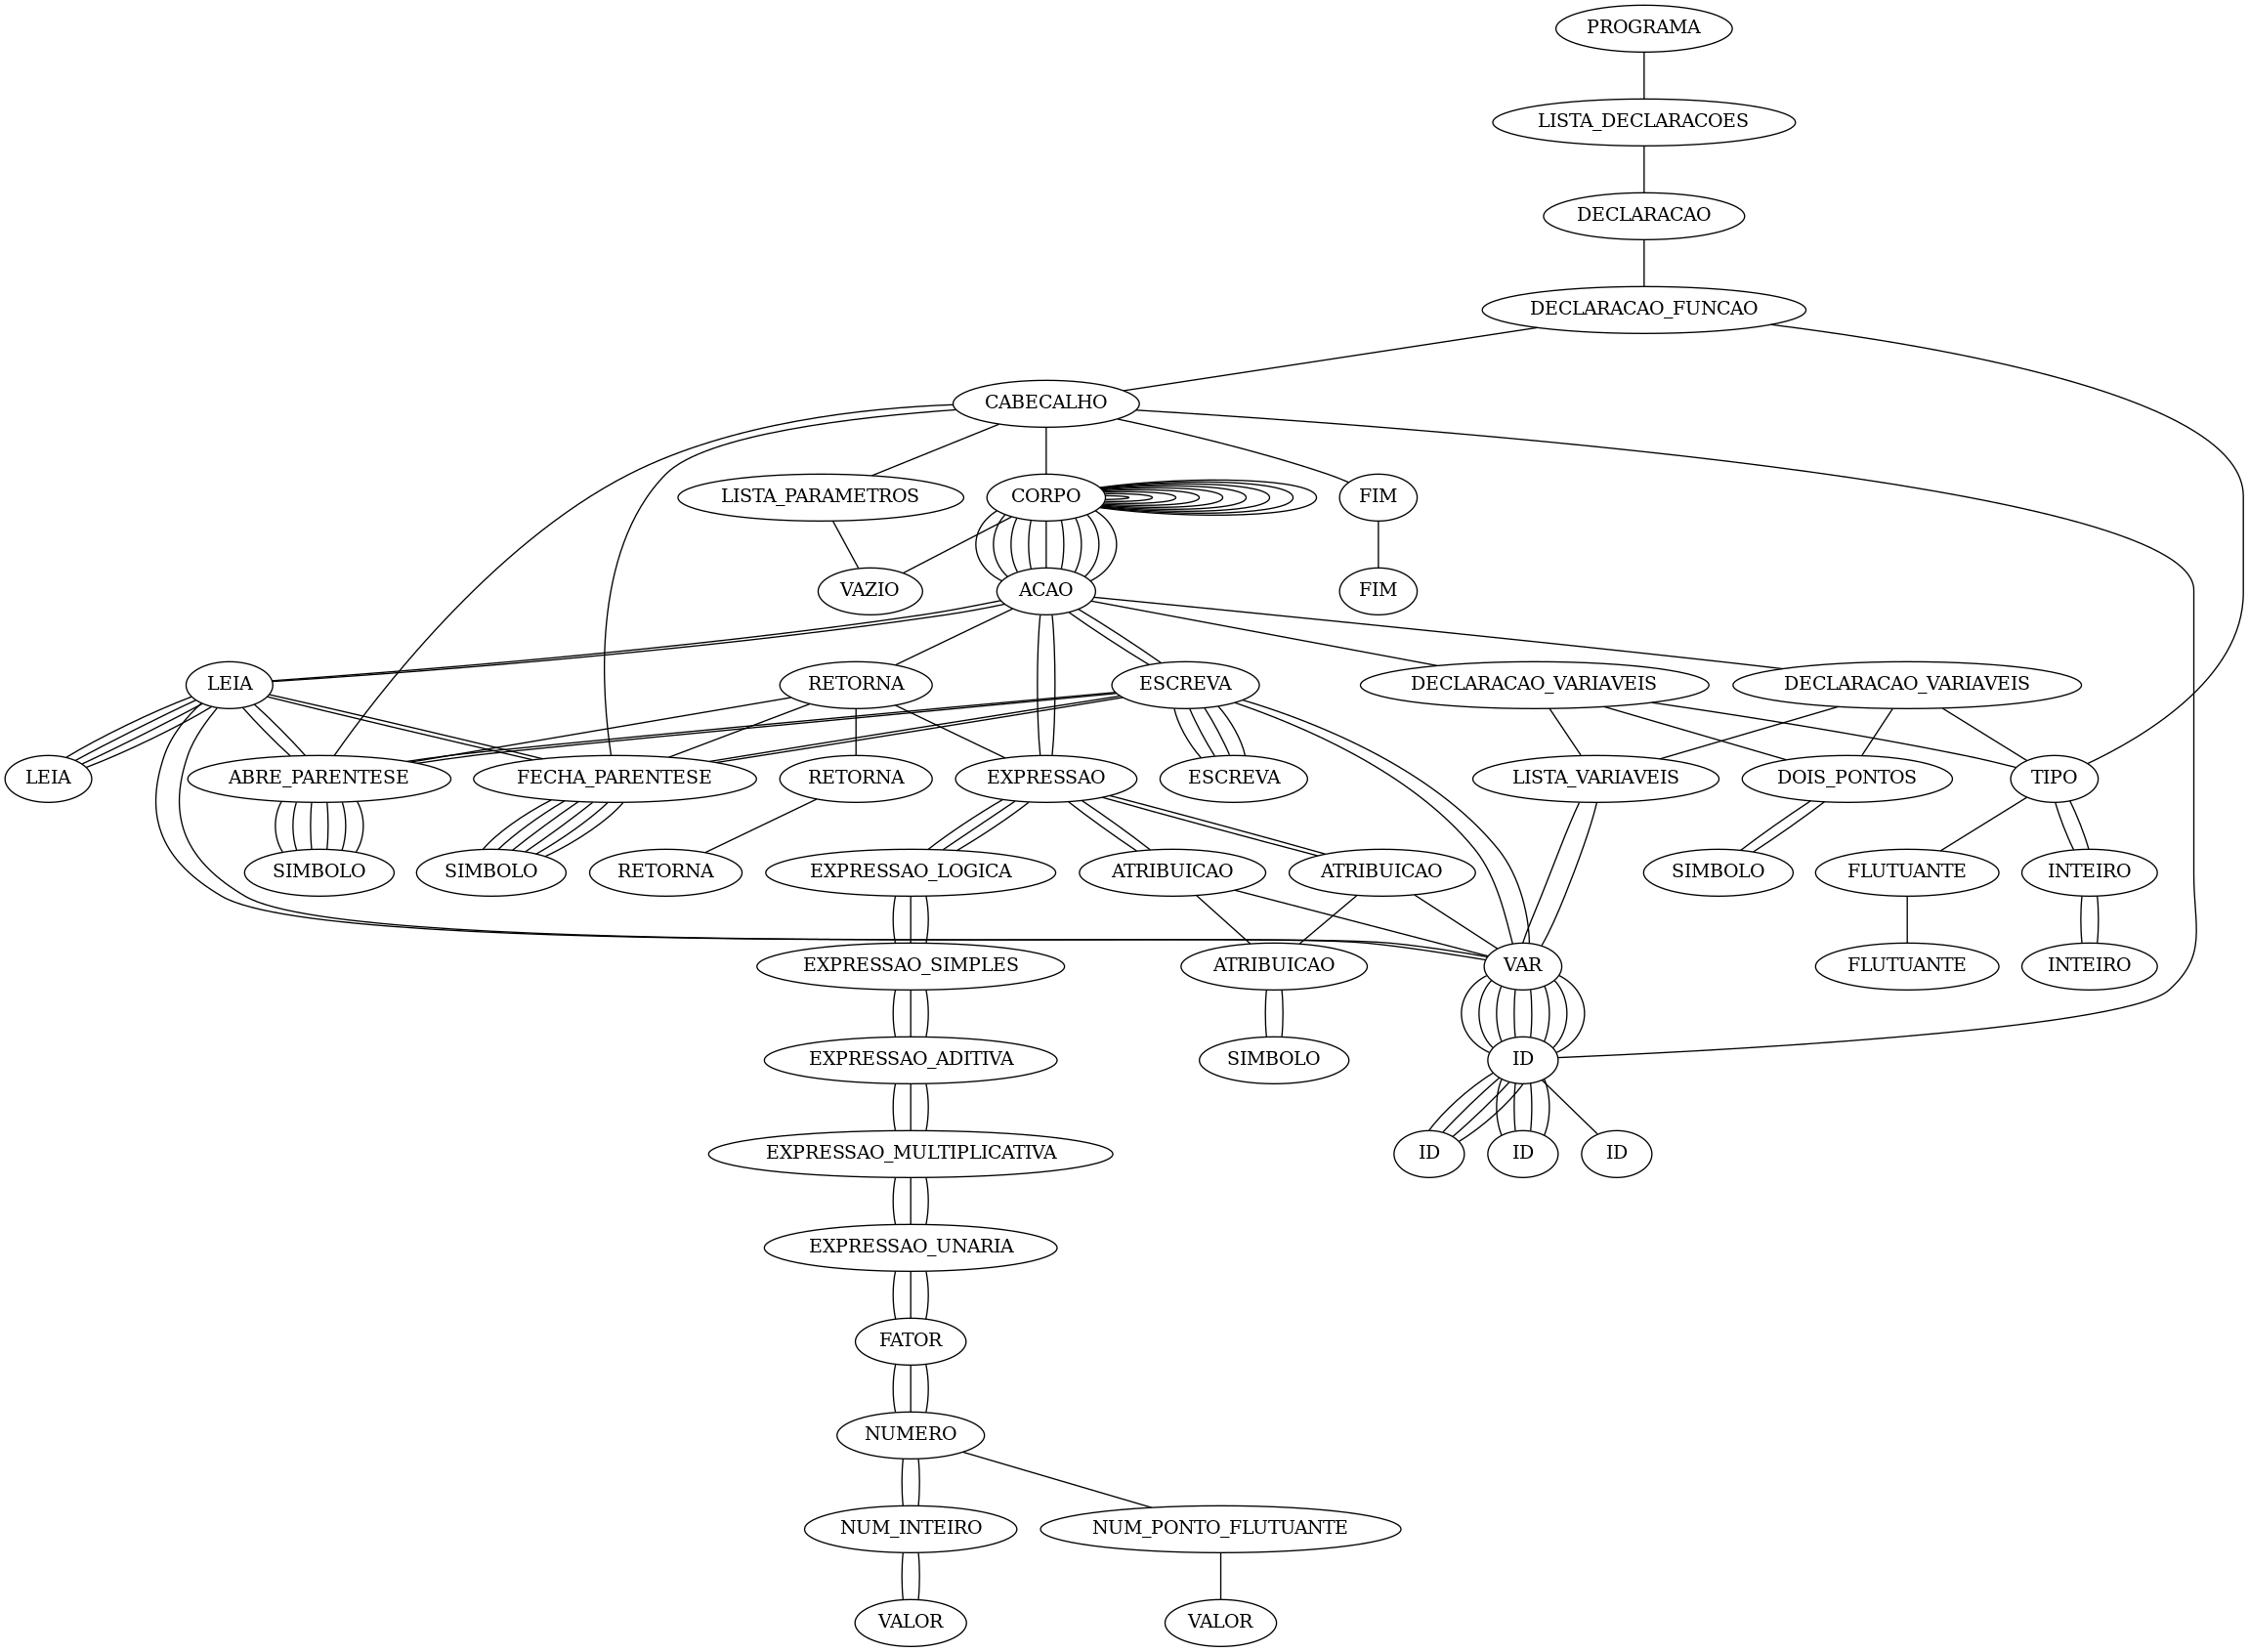 PROGRAMA
LISTA_DECLARACOES
DECLARACAO
DECLARACAO_FUNCAO
CABECALHO
LISTA_PARAMETROS
CORPO
FIM
VAZIO
ACAO
FIM
LEIA
RETORNA
ESCREVA
DECLARACAO_VARIAVEIS
DECLARACAO_VARIAVEIS
LEIA
ABRE_PARENTESE
FECHA_PARENTESE
RETORNA
EXPRESSAO
ESCREVA
LISTA_VARIAVEIS
DOIS_PONTOS
TIPO
SIMBOLO
SIMBOLO
RETORNA
EXPRESSAO_LOGICA
ATRIBUICAO
ATRIBUICAO
SIMBOLO
FLUTUANTE
INTEIRO
EXPRESSAO_SIMPLES
ATRIBUICAO
VAR
FLUTUANTE
INTEIRO
EXPRESSAO_ADITIVA
SIMBOLO
ID
EXPRESSAO_MULTIPLICATIVA
ID
ID
ID
EXPRESSAO_UNARIA
FATOR
NUMERO
NUM_INTEIRO
NUM_PONTO_FLUTUANTE
VALOR
VALOR